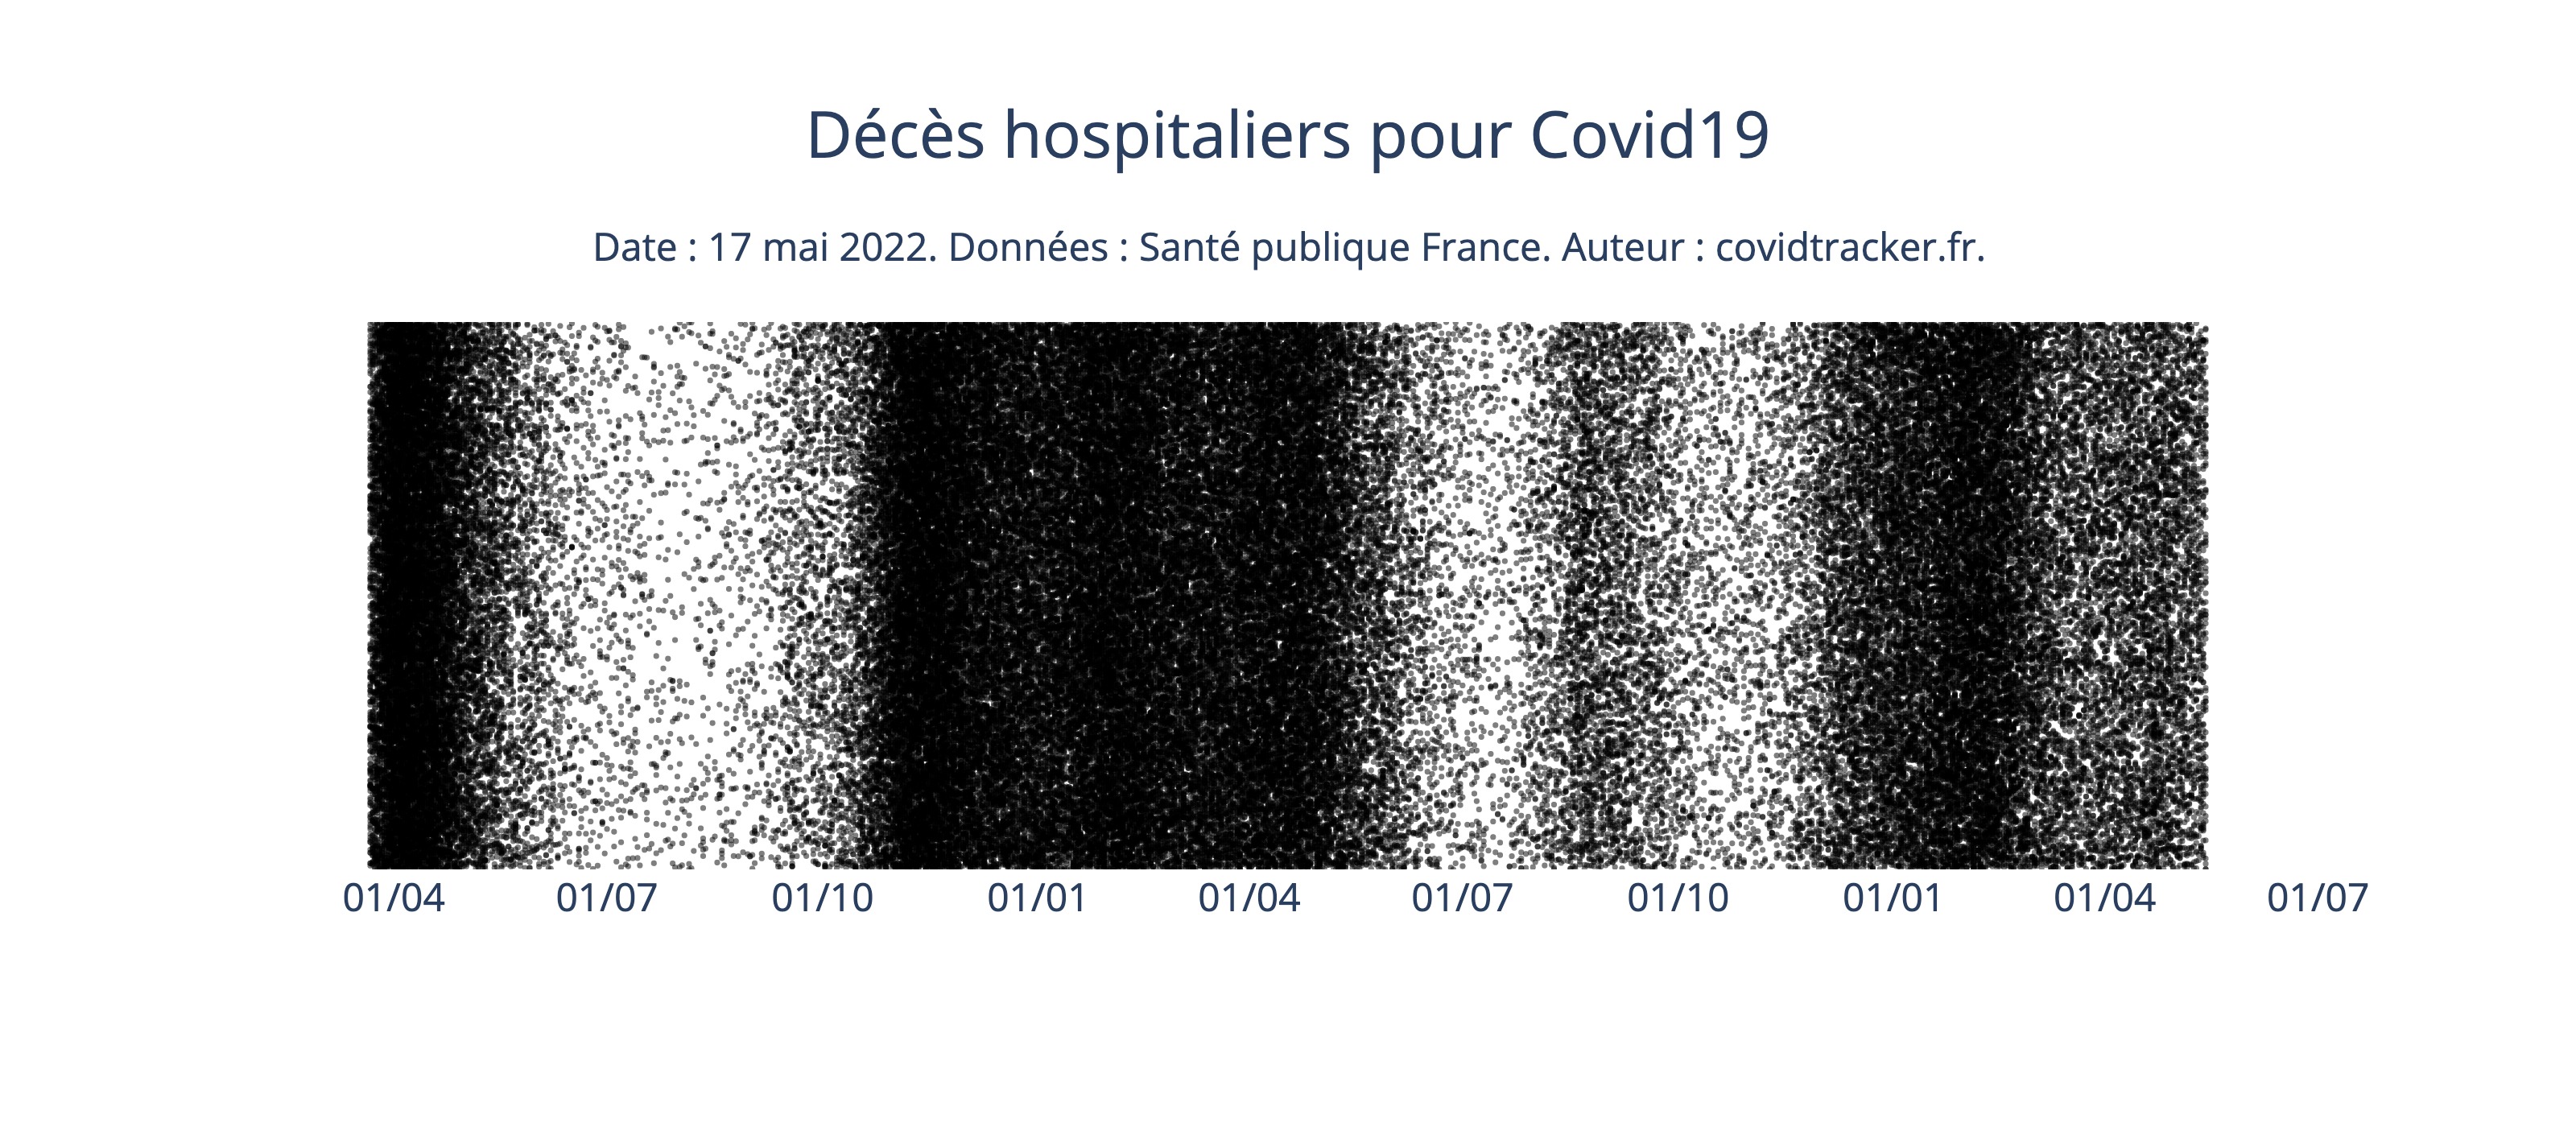 Décès hospitaliers pour Covid19
Date : 17 mai 2022. Données : Santé publique France. Auteur : covidtracker.fr.
01/04 01/07 01/10 01/01 01/04 01/07 01/10 01/01 01/04 01/07